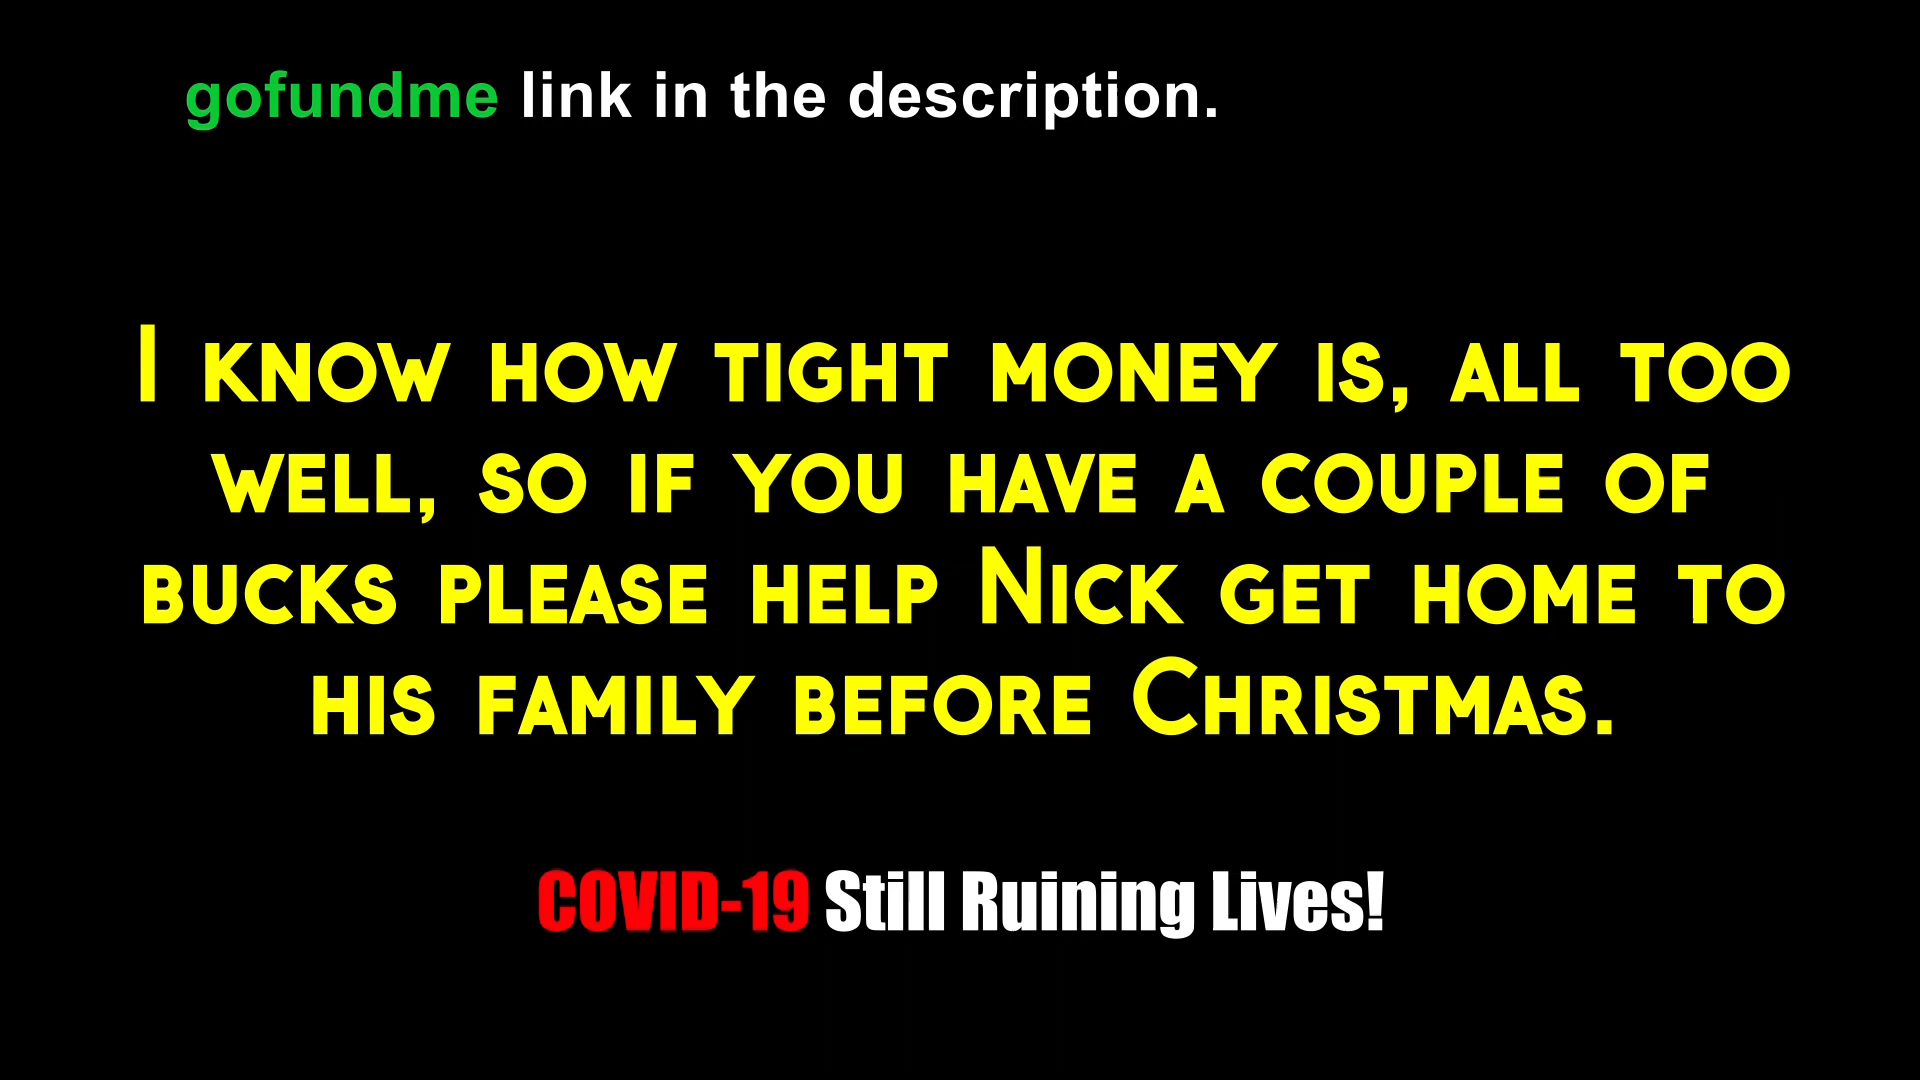 gofundme link in the description.
I know how tight money is, all too
well, so if you have a couple of
bucks please help Nick get home to
his family before Christmas.
COVID-19 Still Ruining Lives!